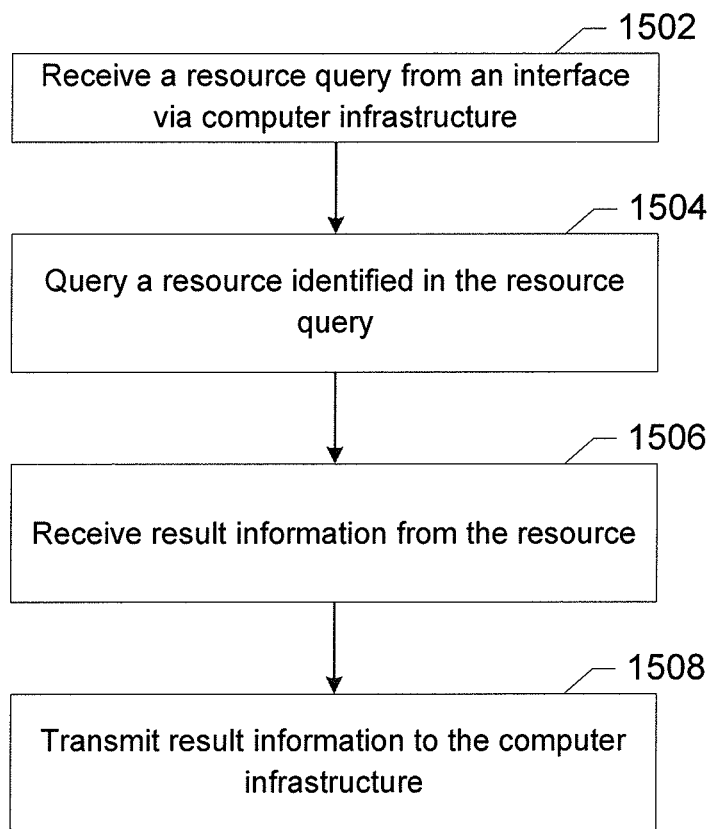 1502
Receive a resource query from an interface
via computer infrastructure
1504
Query a resource identified in the resource
query
1506
Receive result information from the resource
1508
Transmit result information to the computer
infrastructure